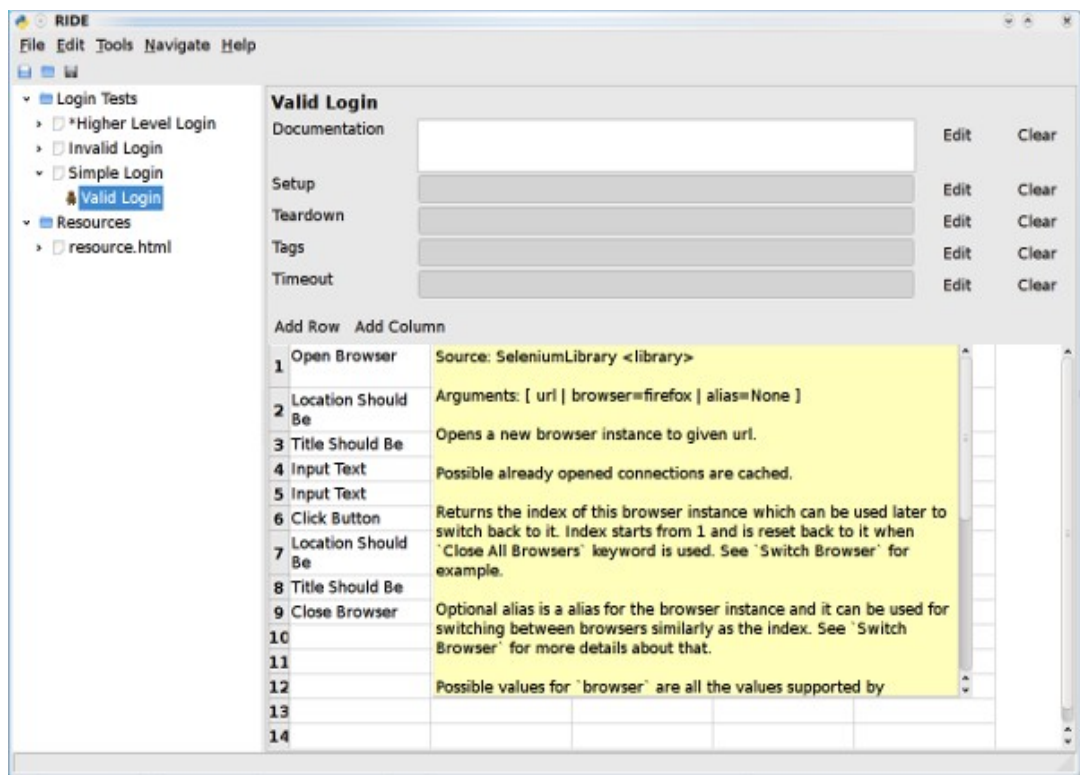 RIDE
File Edit Tools Navigate Help
Login Tests
*Higher Level Login
Invalid Login
Simple Login
Valid Login
Resources
resource.html
Valid Login
Documentation
Edit Clear
Setup
Edit Clear
Teardown
Edit Clear
Tags
Edit Clear
Timeout
Edit Clear
Add Row Add Column
1 Open Browser
2 Location Should
Be
3 Title Should Be
4 Input Text
5 Input Text
6 Click Button
7 Location Should
Be
8 Title Should Be
9 Close Browser
10
11
12
13
14
Source: SeleniumLibrary <library>
Arguments: [ url | browser=firefox | alias=None ]
Opens a new browser instance to given url.
Possible already opened connections are cached.
Returns the index of this browser instance which can be used later to
switch back to it. Index starts from 1 and is reset back to it when
`Close All Browsers` keyword is used. See `Switch Browser` for
example.
Optional alias is a alias for the browser instance and it can be used for
switching between browsers similarly as the index. See `Switch
Browser` for more details about that.
Possible values for `browser` are all the values supported by